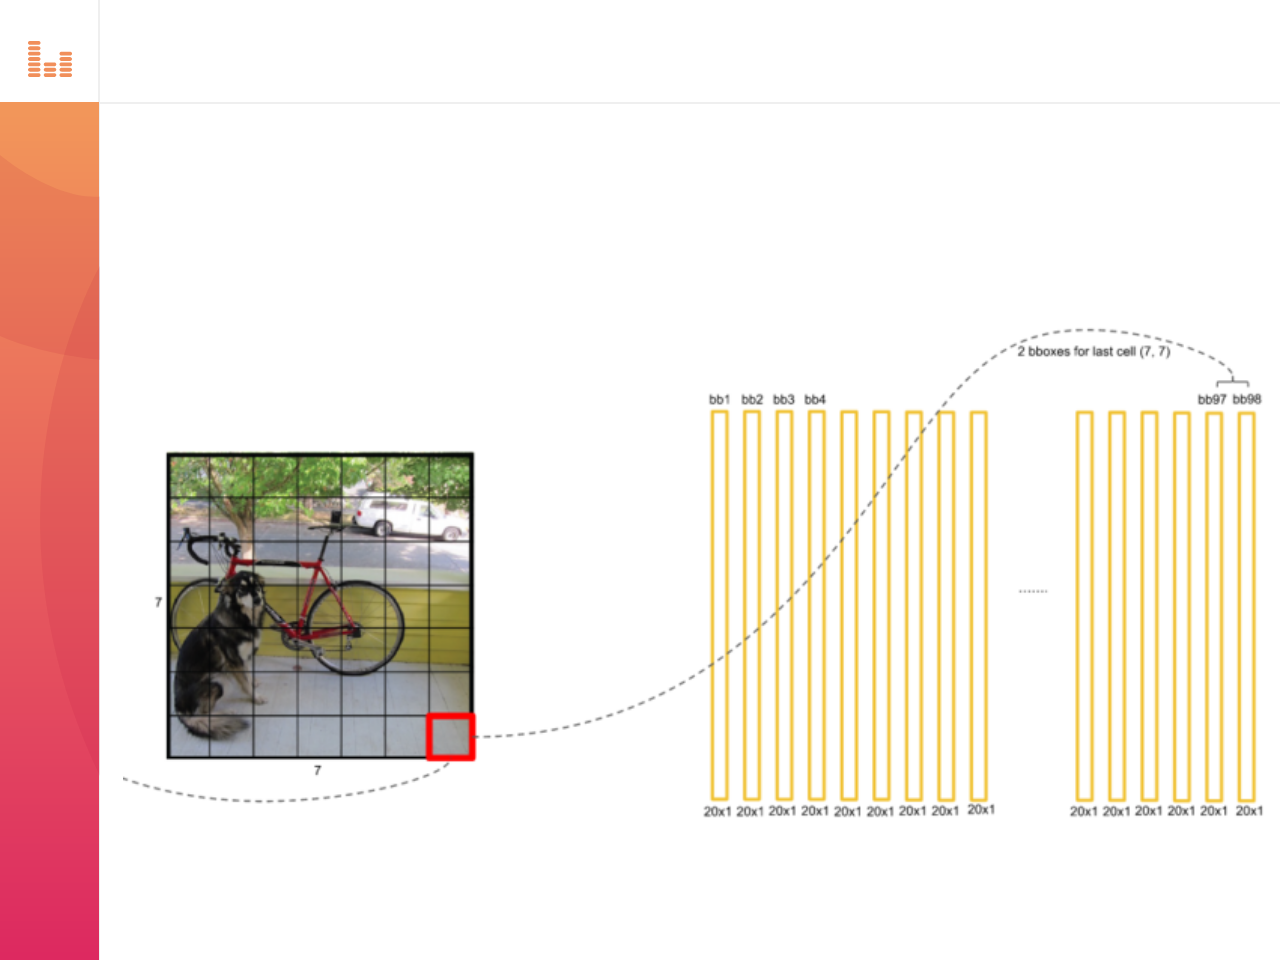 2 bboxes for last cell (7, 7)
bb1 bb2 bb3 bb4 bb97 bb98
7
.......
7
20x1 20x1 20x1 20x1 20x1 20x1 20x1 20x1 20x1 20x1 20x1 20x1 20x1 20x1 20x1